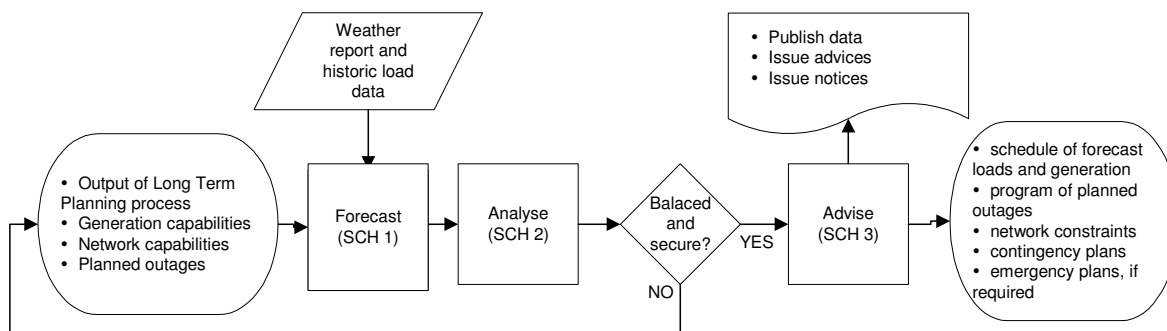 Weather
report and
historic load
data
• Publish data
• Issue advices
• Issue notices
• Output of Long Term
Planning process
• Generation capabilities
• Network capabilities
• Planned outages
Forecast
(SCH 1)
Analyse
(SCH 2)
Balaced
and
secure?
YES
NO
Advise
(SCH 3)
• schedule of forecast
loads and generation
• program of planned
outages
• network constraints
• contingency plans
• emergency plans, if
required